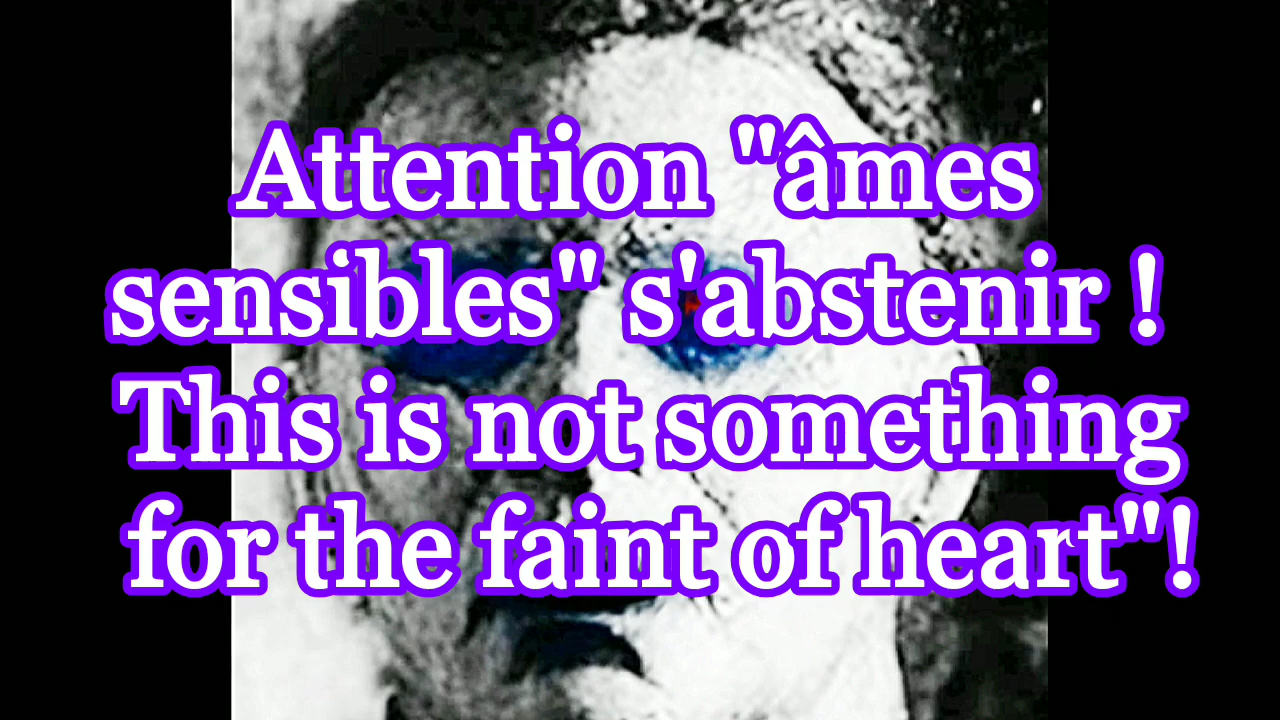 Attention "âmes
sensibles" s'abstenir !
This is not something
for the faint of heart"!